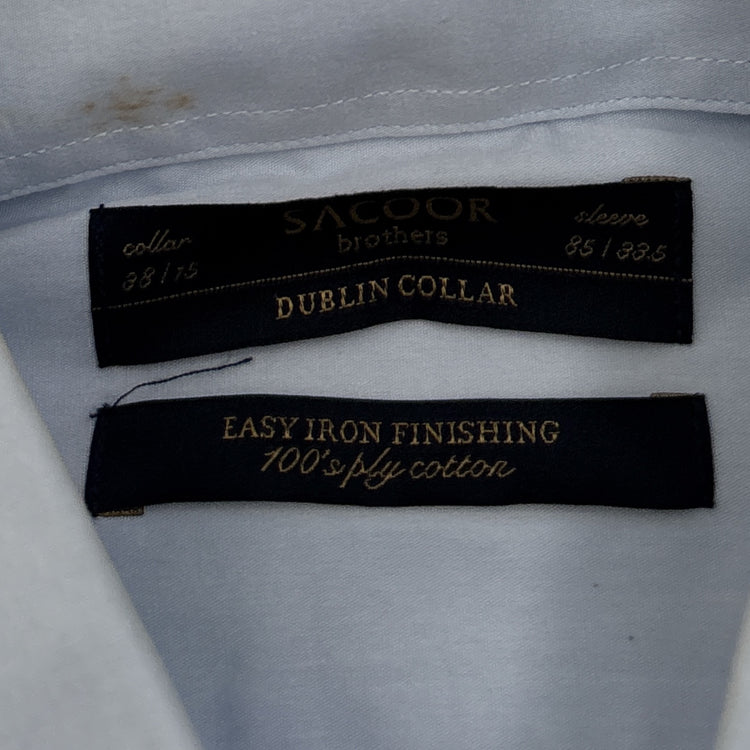 SACOOR
brothers
collar
38 / 15
sleeve
85 / 33.5
DUBLIN COLLAR
EASY IRON FINISHING
100's ply cotton